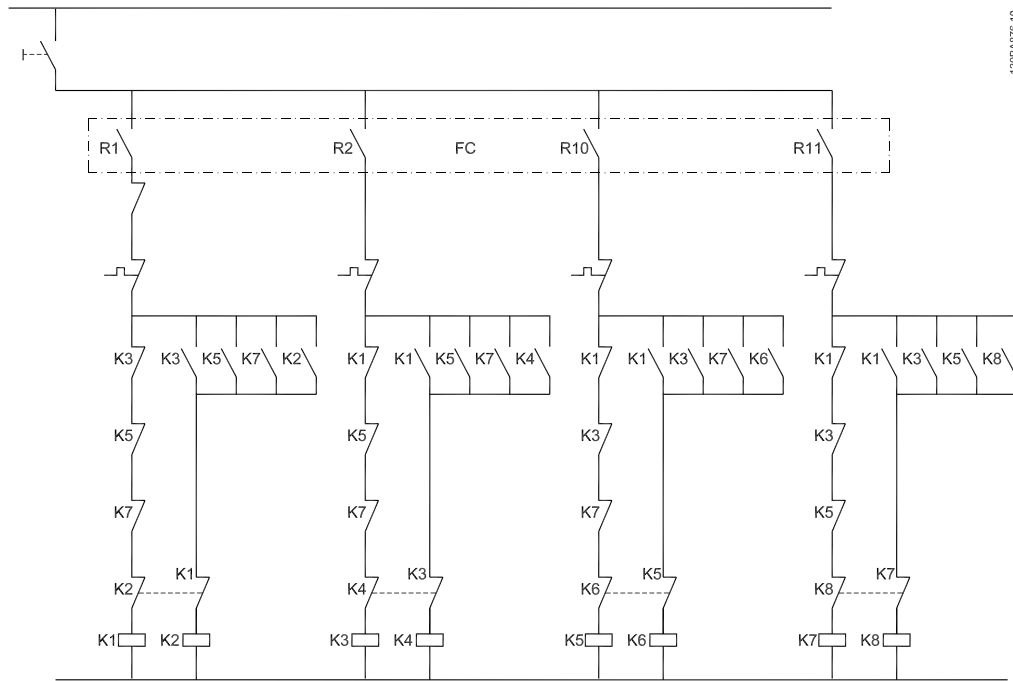 R1 R2 FC R10 R11
K3 K3 K5 K7 K2 K1 K1 K5 K7 K4 K1 K1 K3 K7 K6 K1 K1 K3 K5 K8
K5 K5 K3 K3
K7 K7 K7 K5
K2 K1 K4 K3 K6 K5 K8 K7
K1 K2 K3 K4 K5 K6 K7 K8